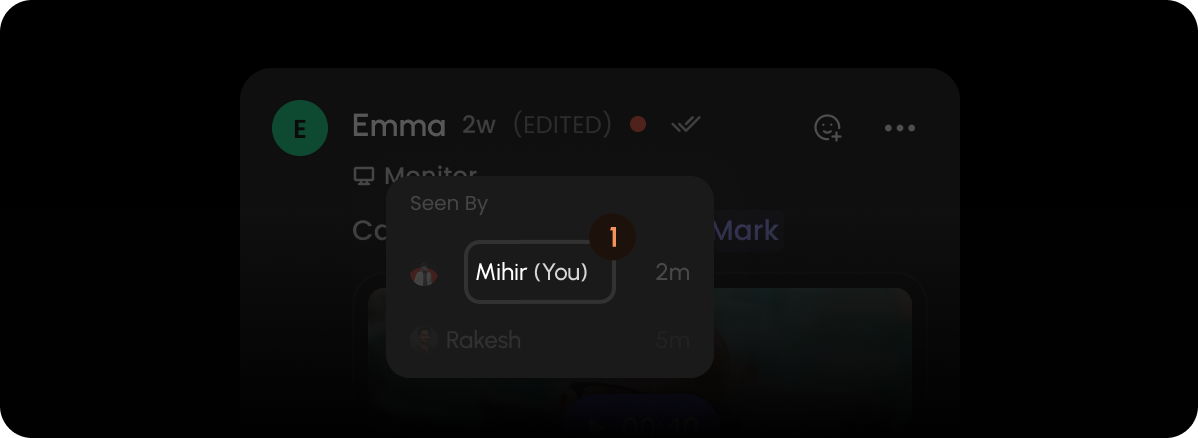 E
Emma 2w (EDITED)
Monitor
Seen By
Mark
1
Mihir (You) 2m
Rakesh 5m